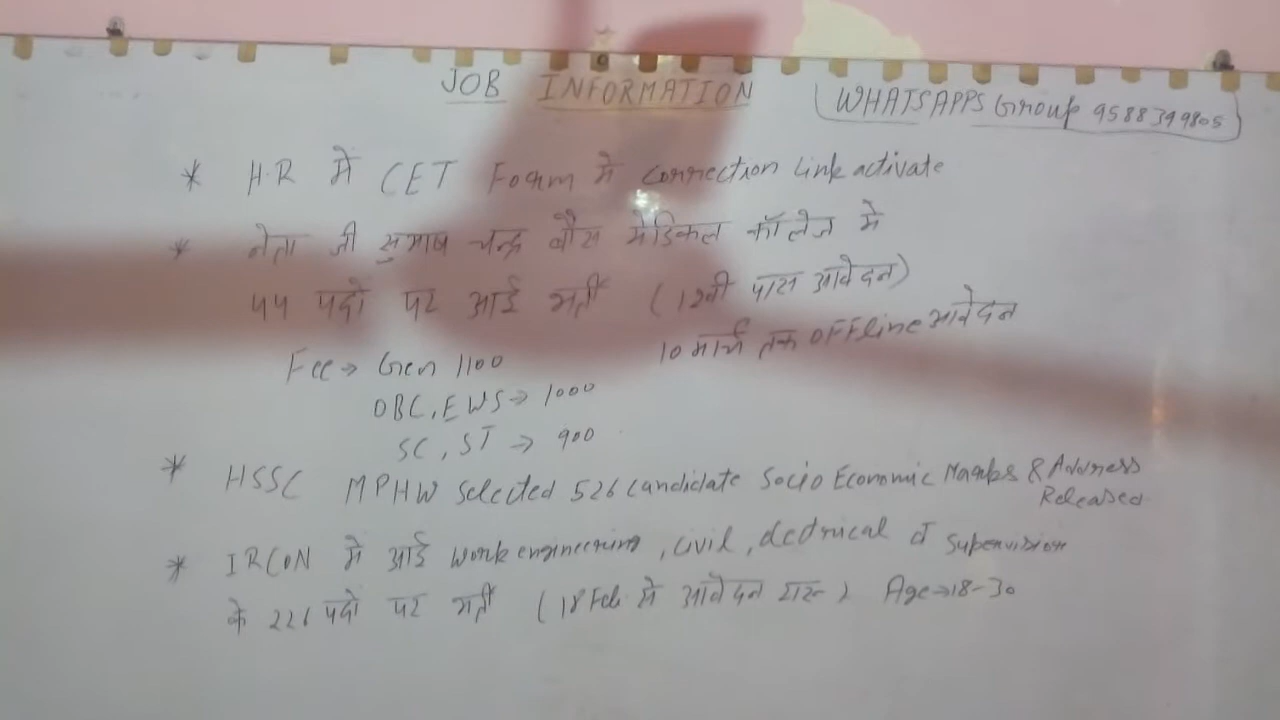 JOB INFORMATION
WHATSAPPS Group 9588399805
* H.R में CET Form में correction Link activate
* नेता जी सुभाष चन्द्र बौस मेडिकल कॉलेज में
44 पदो पर आई भर्ती (12वी पास आवेदन)
10 मार्च तक OFFline आवेदन
Fee → Gen 1100
OBC, EWS → 1000
SC, ST → 900
* HSSC MPHW Selected 526 Candidate Socio Economic Marks & Address
Released
* IRCON में आई work engineering, civil, electrical व supervision
के 226 पदो पर भर्ती (18 Feb से आवेदन शुरू) Age → 18-30